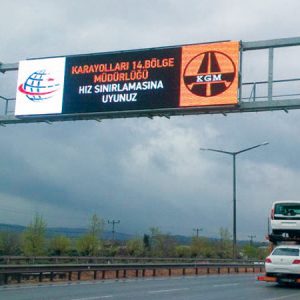 KARAYOLLARI 14.BÖLGE
MÜDÜRLÜĞÜ
HIZ SINIRLAMASINA
UYUNUZ
KGM